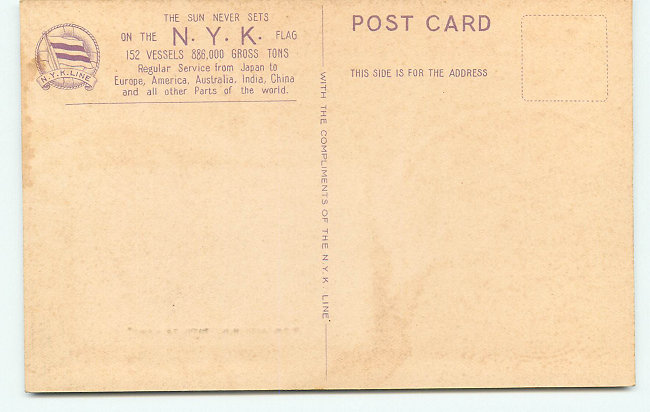 THE SUN NEVER SETS
ON THE N. Y. K. FLAG
152 VESSELS 886,000 GROSS TONS
Regular Service from Japan to
Europe, America, Australia, India, China
and all other Parts of the world.
N.Y.K. LINE
WITH THE COMPLIMENTS OF THE N. Y. K. LINE
POST CARD
THIS SIDE IS FOR THE ADDRESS